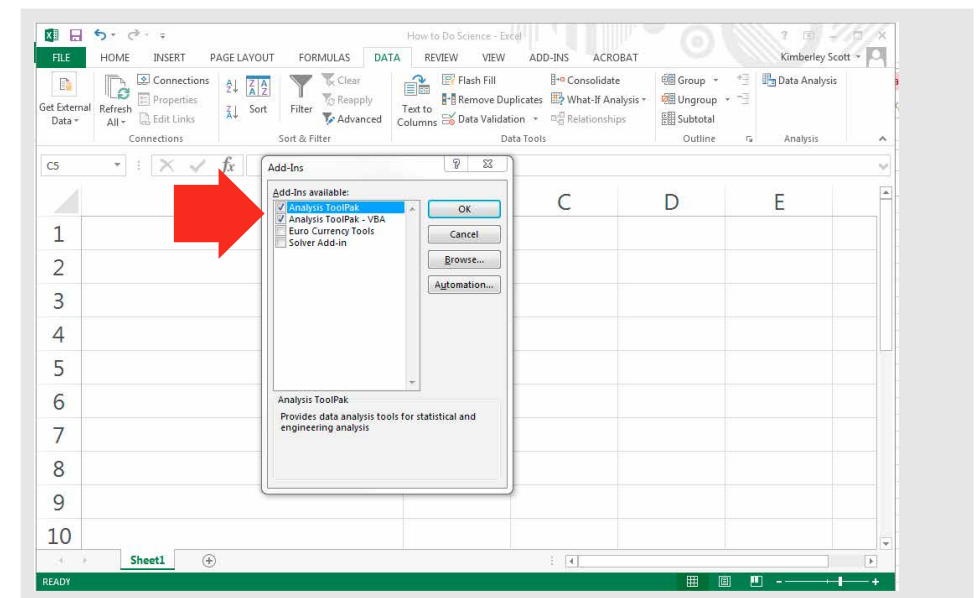 How to Do Science - Excel
FILE HOME INSERT PAGE LAYOUT FORMULAS DATA REVIEW VIEW ADD-INS ACROBAT Kimberley Scott
Get External Data
Refresh All
Connections
Properties
Edit Links
Connections
Sort
Filter
Clear
Reapply
Advanced
Sort & Filter
Text to Columns
Flash Fill
Remove Duplicates
Data Validation
Consolidate
What-If Analysis
Relationships
Data Tools
Group
Ungroup
Subtotal
Outline
Data Analysis
Analysis
C5
fx
Add-Ins
Add-Ins available:
Analysis ToolPak
Analysis ToolPak - VBA
Euro Currency Tools
Solver Add-in
OK
Cancel
Browse...
Automation...
Analysis ToolPak
Provides data analysis tools for statistical and
engineering analysis
C D E
1
2
3
4
5
6
7
8
9
10
Sheet1
READY